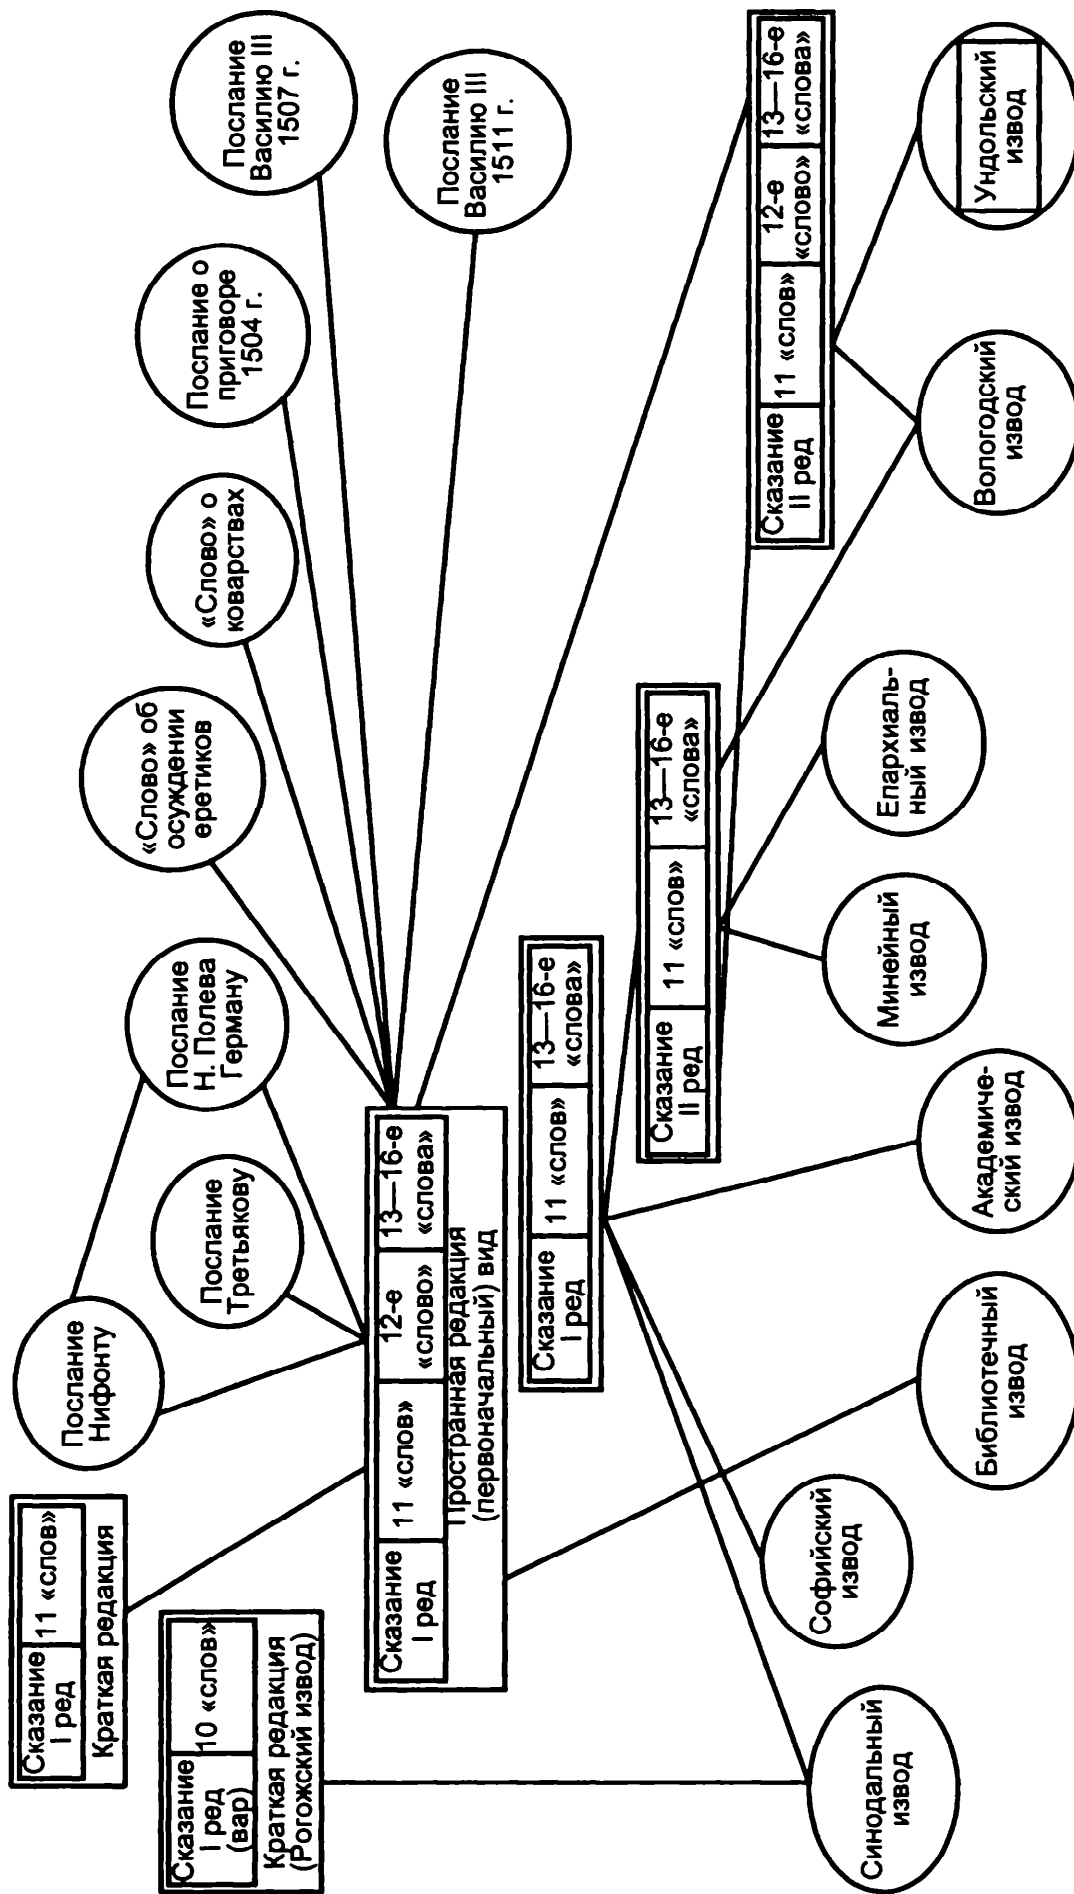 Сказание
I ред
11 «слов»
Краткая редакция
Сказание
I ред
(вар)
10 «слов»
Краткая редакция
(Рогожский извод)
Послание
Нифонту
Послание
Третьякову
Послание
Н. Полева
Герману
«Слово» об
осуждении
еретиков
«Слово» о
коварствах
Послание о
приговоре
1504 г.
Послание
Василию III
1507 г.
Послание
Василию III
1511 г.
Сказание
I ред
11 «слов»
12-е
«слово»
13—16-е
«слова»
Пространная редакция
(первоначальный) вид
Сказание
I ред
11 «слов»
13—16-е
«слова»
Сказание
II ред
11 «слов»
13—16-е
«слова»
Сказание
II ред
11 «слов»
12-е
«слово»
13—16-е
«слова»
Синодальный
извод
Софийский
извод
Библиотечный
извод
Академиче-
ский извод
Минейный
извод
Епархиаль-
ный извод
Вологодский
извод
Ундольский
извод